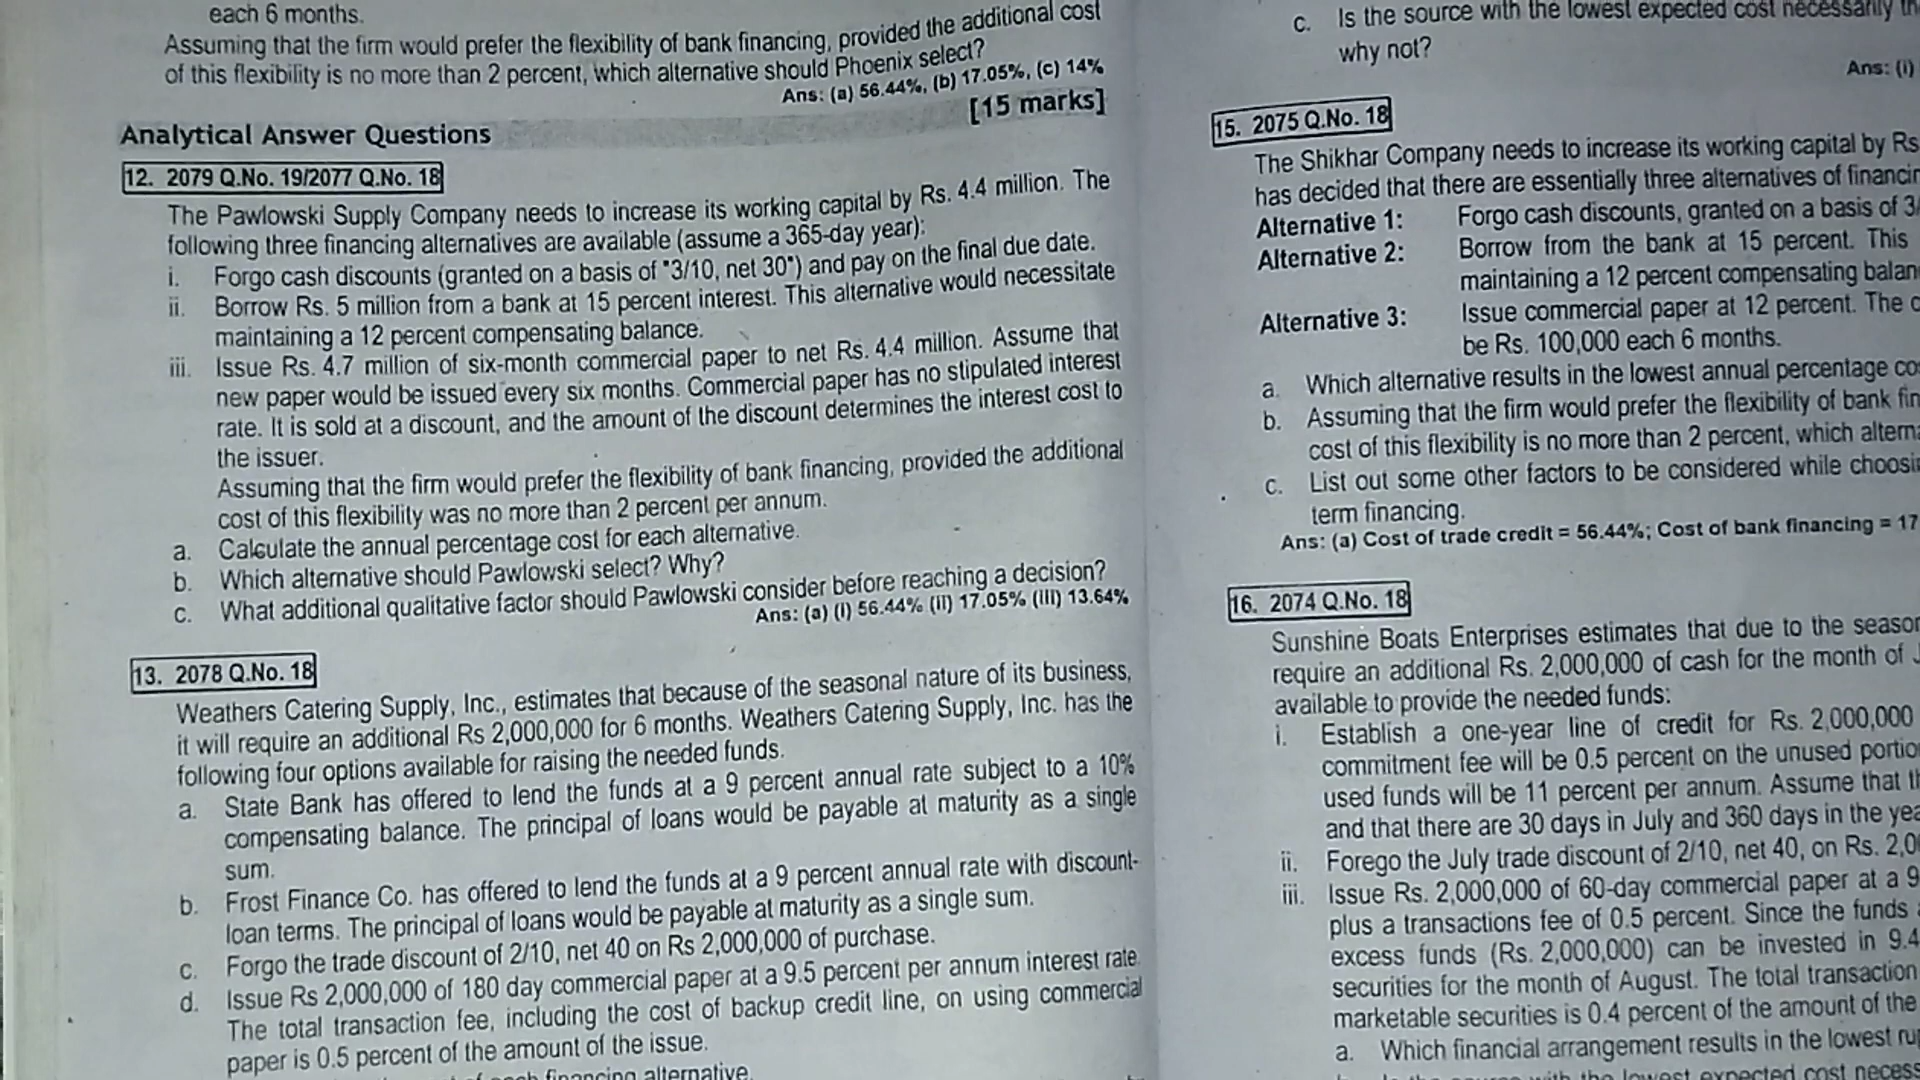 each 6 months.
Assuming that the firm would prefer the flexibility of bank financing, provided the additional cost
of this flexibility is no more than 2 percent, which alternative should Phoenix select?
Ans: (a) 56.44%, (b) 17.05%, (c) 14%
[15 marks]
Analytical Answer Questions
12. 2079 Q.No. 19/2077 Q.No. 18
The Pawlowski Supply Company needs to increase its working capital by Rs. 4.4 million. The
following three financing alternatives are available (assume a 365-day year):
i. Forgo cash discounts (granted on a basis of "3/10, net 30") and pay on the final due date.
ii. Borrow Rs. 5 million from a bank at 15 percent interest. This alternative would necessitate
maintaining a 12 percent compensating balance.
iii. Issue Rs. 4.7 million of six-month commercial paper to net Rs. 4.4 million. Assume that
new paper would be issued every six months. Commercial paper has no stipulated interest
rate. It is sold at a discount, and the amount of the discount determines the interest cost to
the issuer.
Assuming that the firm would prefer the flexibility of bank financing, provided the additional
cost of this flexibility was no more than 2 percent per annum.
a. Calculate the annual percentage cost for each alternative.
b. Which alternative should Pawlowski select? Why?
c. What additional qualitative factor should Pawlowski consider before reaching a decision?
Ans: (a) (i) 56.44% (ii) 17.05% (iii) 13.64%
13. 2078 Q.No. 18
Weathers Catering Supply, Inc., estimates that because of the seasonal nature of its business,
it will require an additional Rs 2,000,000 for 6 months. Weathers Catering Supply, Inc. has the
following four options available for raising the needed funds.
a. State Bank has offered to lend the funds at a 9 percent annual rate subject to a 10%
compensating balance. The principal of loans would be payable at maturity as a single
sum.
b. Frost Finance Co. has offered to lend the funds at a 9 percent annual rate with discount-
loan terms. The principal of loans would be payable at maturity as a single sum.
c. Forgo the trade discount of 2/10, net 40 on Rs 2,000,000 of purchase.
d. Issue Rs 2,000,000 of 180 day commercial paper at a 9.5 percent per annum interest rate.
The total transaction fee, including the cost of backup credit line, on using commercial
paper is 0.5 percent of the amount of the issue.
financing alternative.
c. Is the source with the lowest expected cost necessarily
why not?
Ans: (i)
15. 2075 Q.No. 18
The Shikhar Company needs to increase its working capital by Rs
has decided that there are essentially three alternatives of
Alternative 1: Forgo cash discounts, granted on a basis of
Alternative 2: Borrow from the bank at 15 percent. This
maintaining a 12 percent compensating
Alternative 3: Issue commercial paper at 12 percent. The
be Rs. 100,000 each 6 months.
a. Which alternative results in the lowest annual percentage
b. Assuming that the firm would prefer the flexibility of bank
cost of this flexibility is no more than 2 percent, which
c. List out some other factors to be considered while
term financing.
Ans: (a) Cost of trade credit = 56.44%; Cost of bank financing = 17
16. 2074 Q.No. 18
Sunshine Boats Enterprises estimates that due to the
require an additional Rs. 2,000,000 of cash for the month of
available to provide the needed funds:
i. Establish a one-year line of credit for Rs. 2,000,000
commitment fee will be 0.5 percent on the unused
used funds will be 11 percent per annum. Assume that
and that there are 30 days in July and 360 days in the
ii. Forego the July trade discount of 2/10, net 40, on Rs.
iii. Issue Rs. 2,000,000 of 60-day commercial paper at a
plus a transactions fee of 0.5 percent. Since the funds
excess funds (Rs. 2,000,000) can be invested in 9.4
securities for the month of August. The total transaction
marketable securities is 0.4 percent of the amount of the
a. Which financial arrangement results in the lowest
lowest expected cost